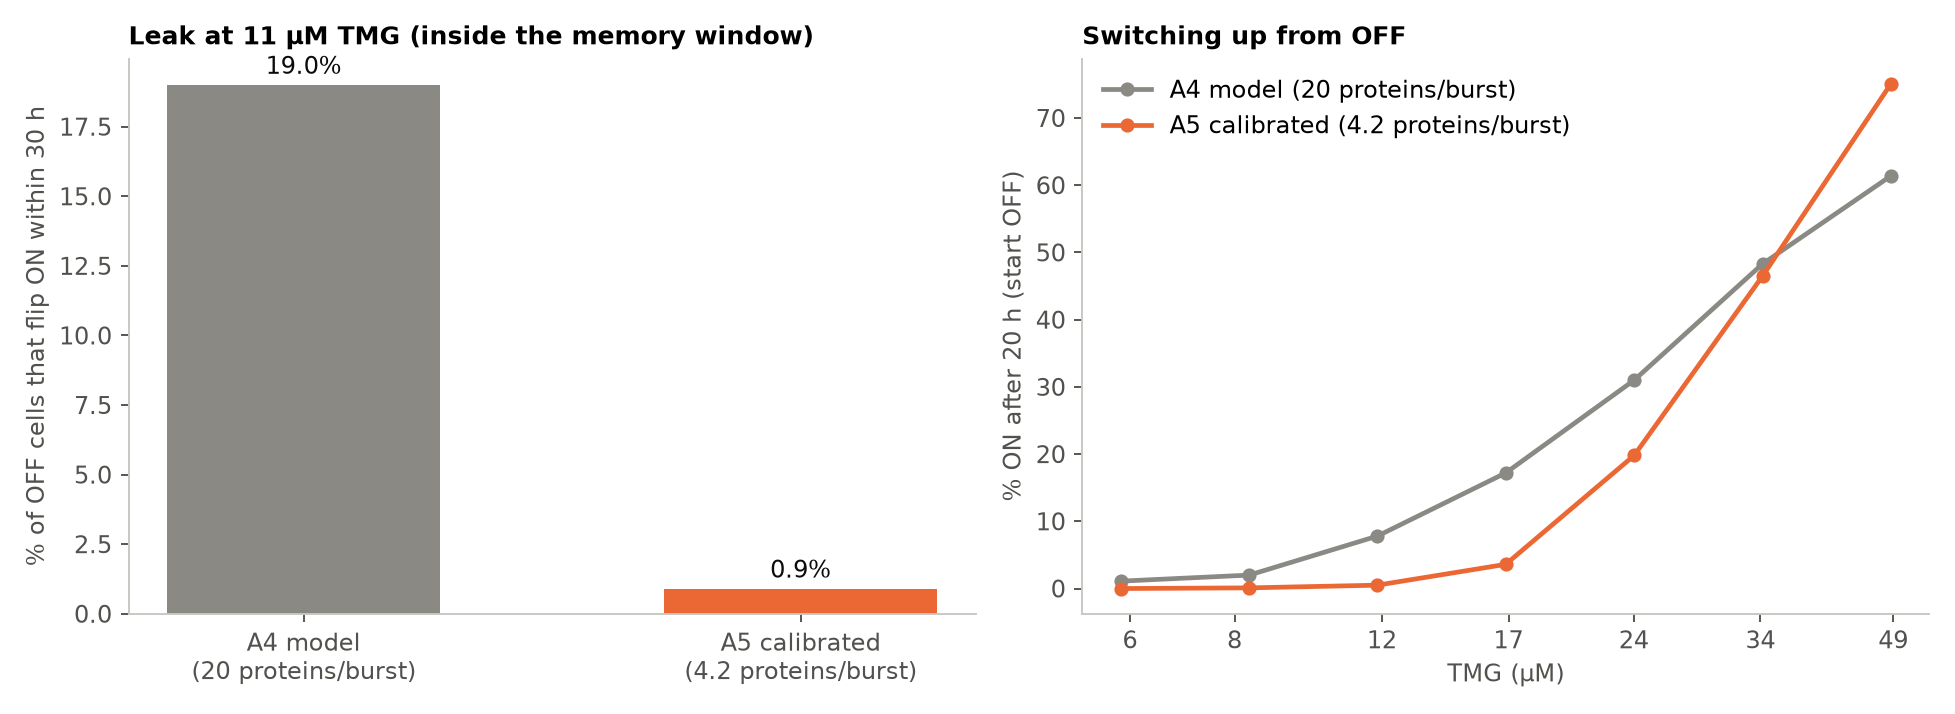 Leak at 11 µM TMG (inside the memory window)
% of OFF cells that flip ON within 30 h
17.5
15.0
12.5
10.0
7.5
5.0
2.5
0.0
19.0%
0.9%
A4 model
(20 proteins/burst)
A5 calibrated
(4.2 proteins/burst)
Switching up from OFF
% ON after 20 h (start OFF)
70
60
50
40
30
20
10
0
A4 model (20 proteins/burst)
A5 calibrated (4.2 proteins/burst)
6
8
12
17
24
34
49
TMG (µM)